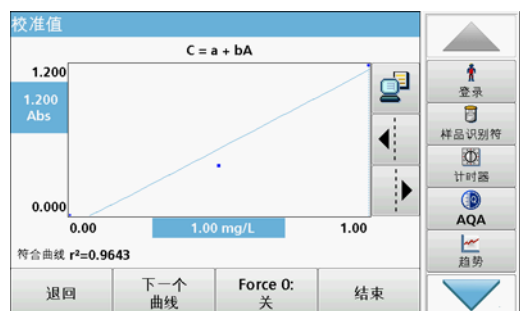 校准值
C = a + bA
1.200
1.200
Abs
0.000
0.00
1.00 mg/L
1.00
符合曲线 r²=0.9643
退回
下一个
曲线
Force 0:
关
结束
登录
样品识别符
计时器
AQA
趋势